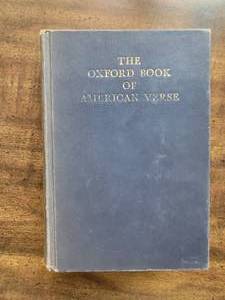 THE
OXFORD BOOK
OF
AMERICAN VERSE